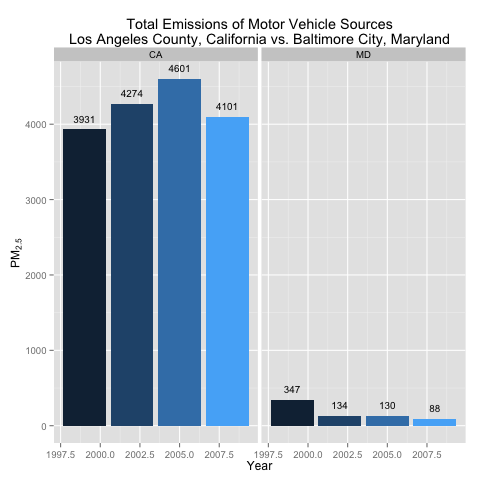 Total Emissions of Motor Vehicle Sources
Los Angeles County, California vs. Baltimore City, Maryland
CA
MD
PM2.5
4000
3000
2000
1000
0
3931
4274
4601
4101
347
134
130
88
1997.5 2000.0 2002.5 2005.0 2007.5
1997.5 2000.0 2002.5 2005.0 2007.5
Year